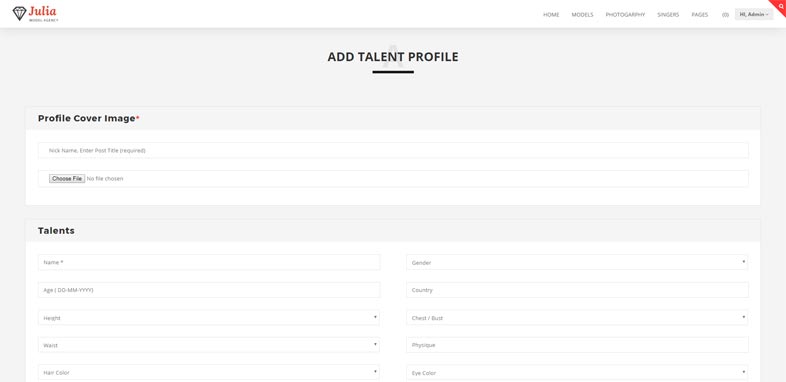 Julia
MODEL AGENCY
HOME MODELS PHOTOGARPHY SINGERS PAGES (0) Hi, Admin
A
ADD TALENT PROFILE
Profile Cover Image*
Nick Name, Enter Post Title (required)
Choose File No file chosen
Talents
Name * Gender
Age ( DD-MM-YYYY) Country
Height Chest / Bust
Waist Physique
Hair Color Eye Color